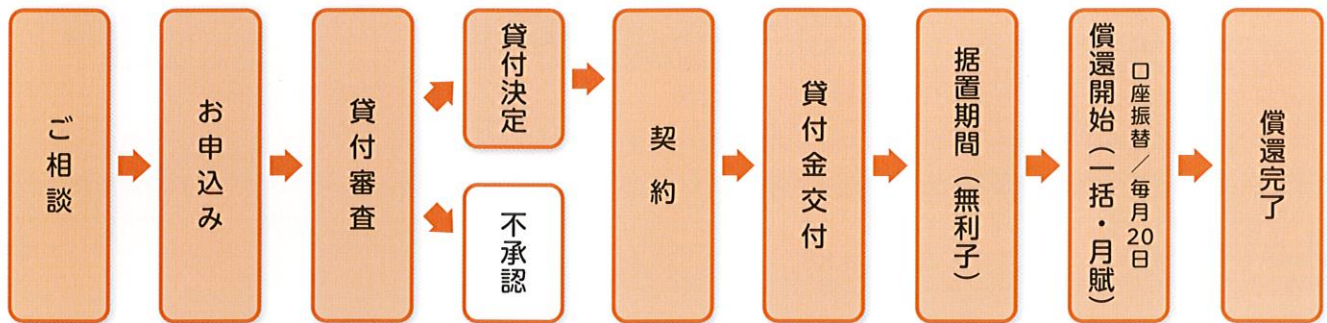 ご相談
お申込み
貸付審査
貸付決定
不承認
契約
貸付金交付
据置期間（無利子）
償還開始（一括・月賦）
口座振替／毎月20日
償還完了